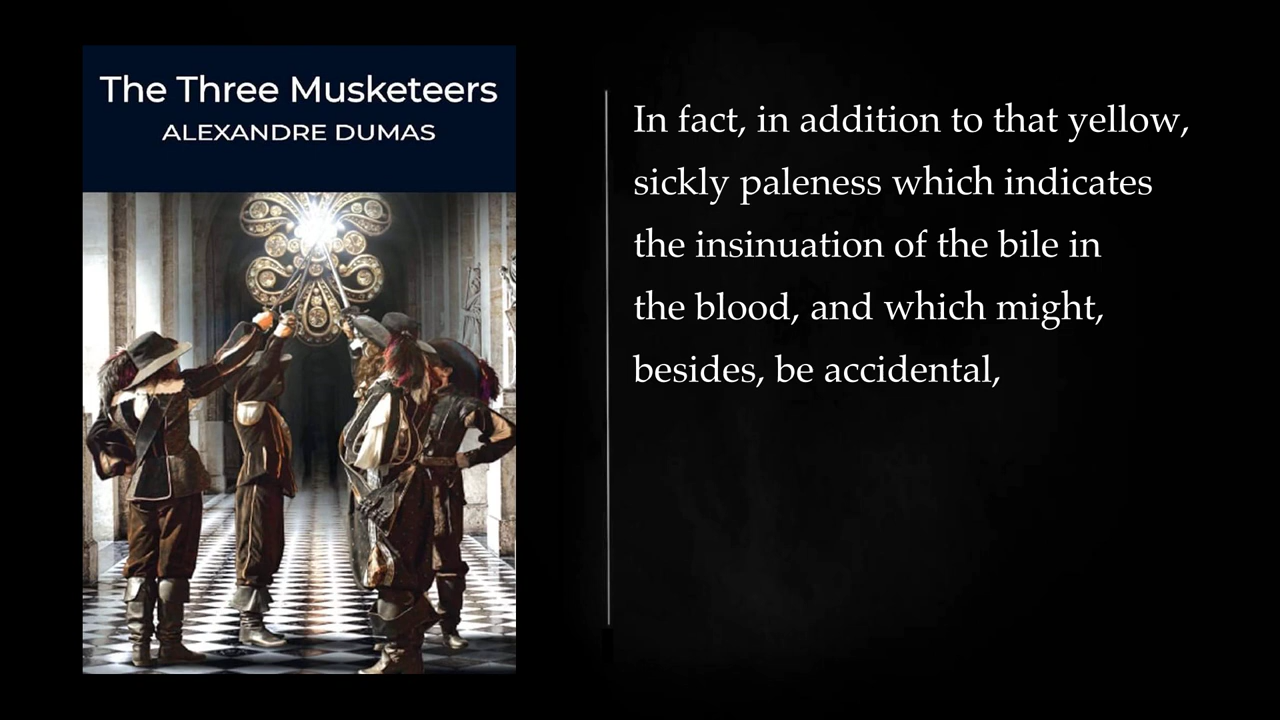 The Three Musketeers
ALEXANDRE DUMAS
In fact, in addition to that yellow,
sickly paleness which indicates
the insinuation of the bile in
the blood, and which might,
besides, be accidental,